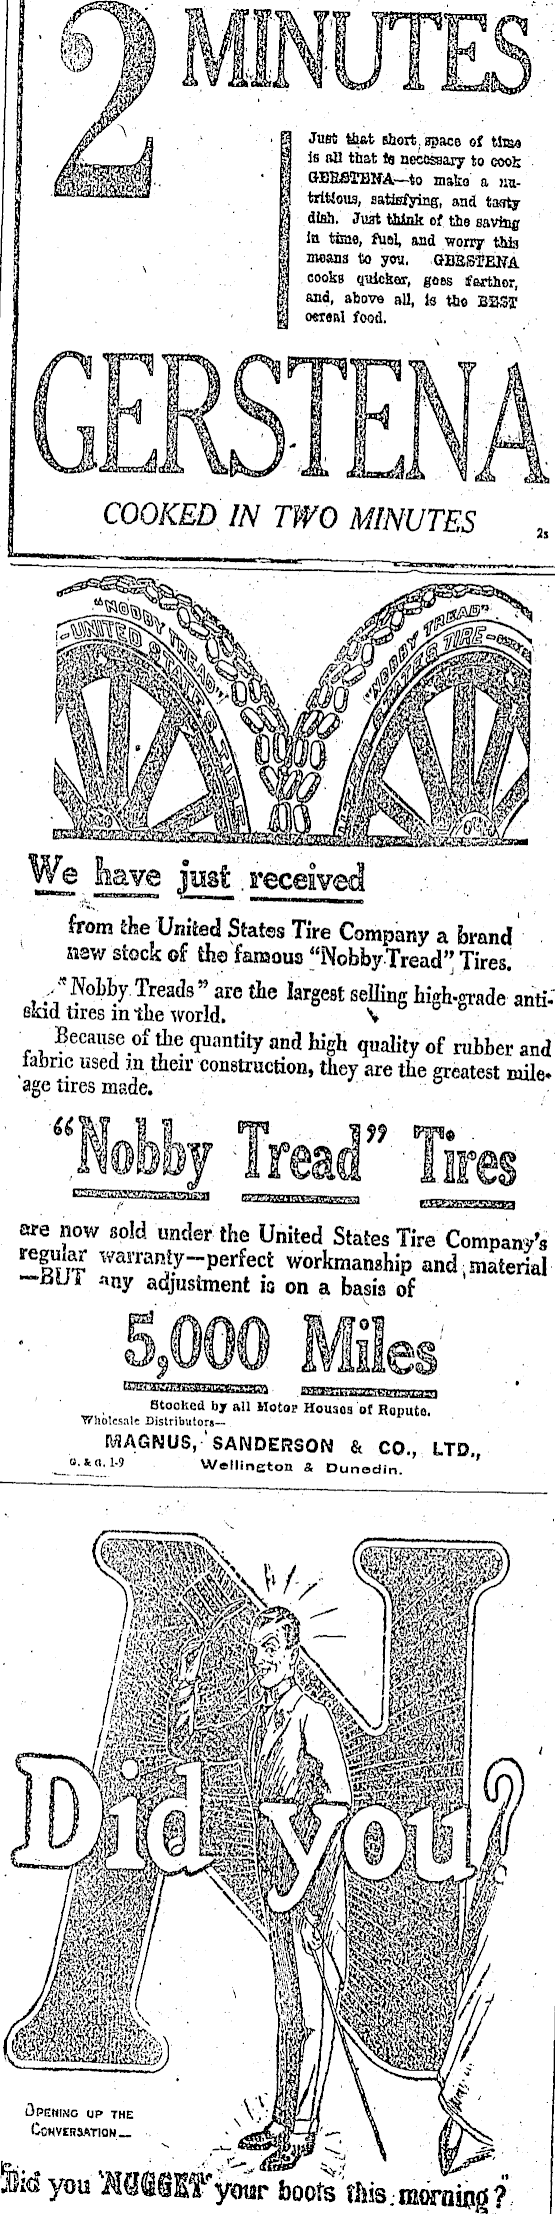 2 MINUTES
Just that short space of time
is all that is necessary to cook
GERSTENA—to make a nu-
tritious, satisfying, and tasty
dish. Just think of the saving
in time, fuel, and worry this
means to you. GERSTENA
cooks quicker, goes farther,
and, above all, is the BEST
cereal food.
GERSTENA
COOKED IN TWO MINUTES
2s
"NOBBY TREAD"
-UNITED STATES TIRE
"NOBBY TREAD"
STATES TIRE-
We have just received
from the United States Tire Company a brand
new stock of the famous "Nobby Tread" Tires.
"Nobby Treads" are the largest selling high-grade anti-
skid tires in the world.
Because of the quantity and high quality of rubber and
fabric used in their construction, they are the greatest mile-
age tires made.
"Nobby Tread" Tires
are now sold under the United States Tire Company's
regular warranty—perfect workmanship and material
—BUT any adjustment is on a basis of
5,000 Miles
Stocked by all Motor Houses of Repute.
Wholesale Distributors—
MAGNUS, SANDERSON & CO., LTD.,
G. & G. 1-9 Wellington & Dunedin.
N
Did you?
OPENING UP THE
CONVERSATION—
"Did you 'NUGGET' your boots this morning?"